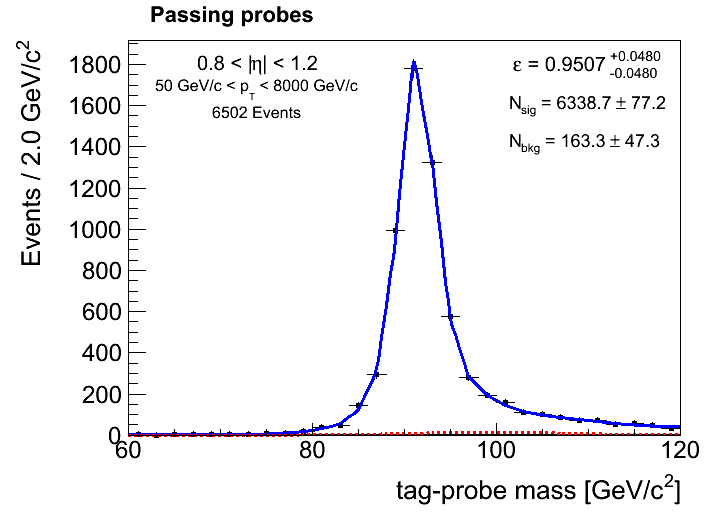 Passing probes
0.8 < |η| < 1.2
50 GeV/c < p_T < 8000 GeV/c
6502 Events
ε = 0.9507 +0.0480 -0.0480
N_sig = 6338.7 ± 77.2
N_bkg = 163.3 ± 47.3
Events / 2.0 GeV/c²
1800
1600
1400
1200
1000
800
600
400
200
0
60 80 100 120
tag-probe mass [GeV/c²]